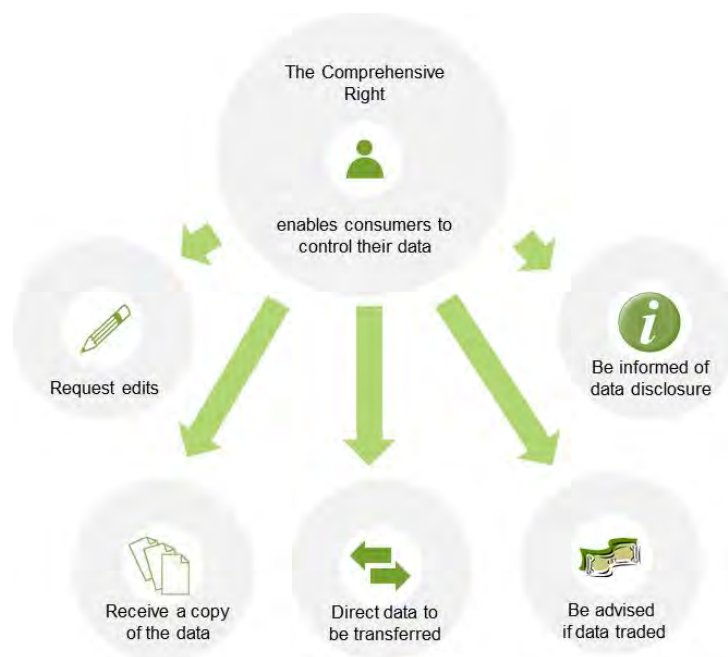 The Comprehensive
Right
enables consumers to
control their data
Request edits
Be informed of
data disclosure
Receive a copy
of the data
Direct data to
be transferred
Be advised
if data traded